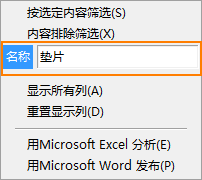 按选定内容筛选(S)
内容排除筛选(X)
名称 垫片
显示所有列(A)
重置显示列(D)
用Microsoft Excel 分析(E)
用Microsoft Word 发布(P)